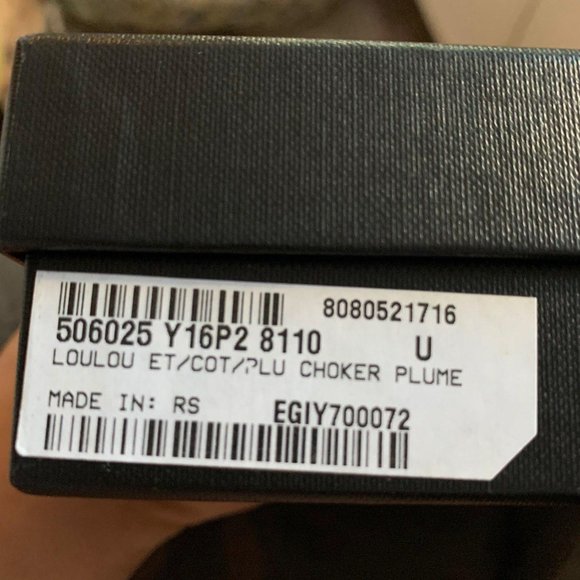 8080521716
506025 Y16P2 8110 U
LOULOU ET/COT/PLU CHOKER PLUME
MADE IN: RS EGIY700072